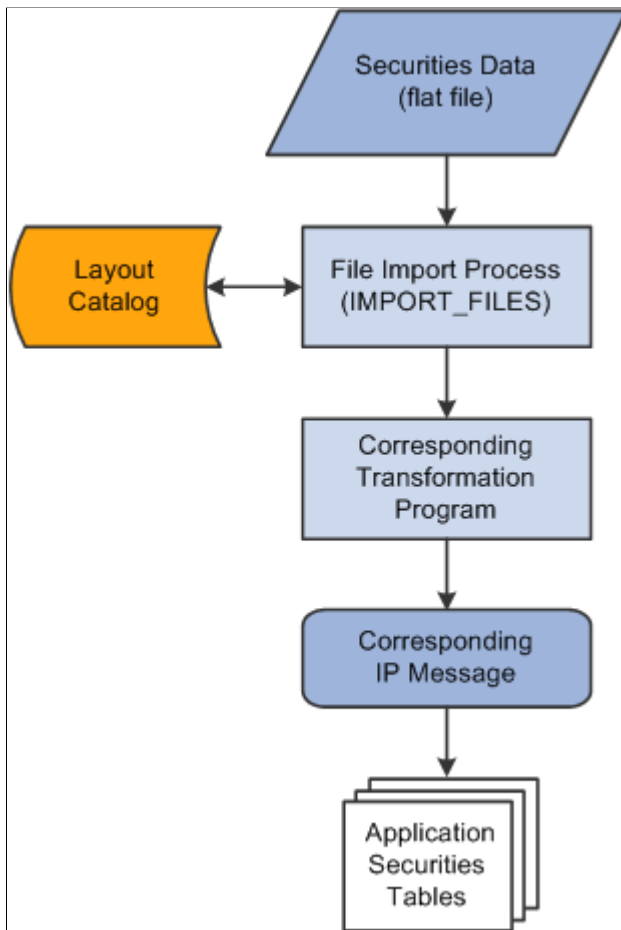 Securities Data
(flat file)
Layout
Catalog
File Import Process
(IMPORT_FILES)
Corresponding
Transformation
Program
Corresponding
IP Message
Application
Securities
Tables